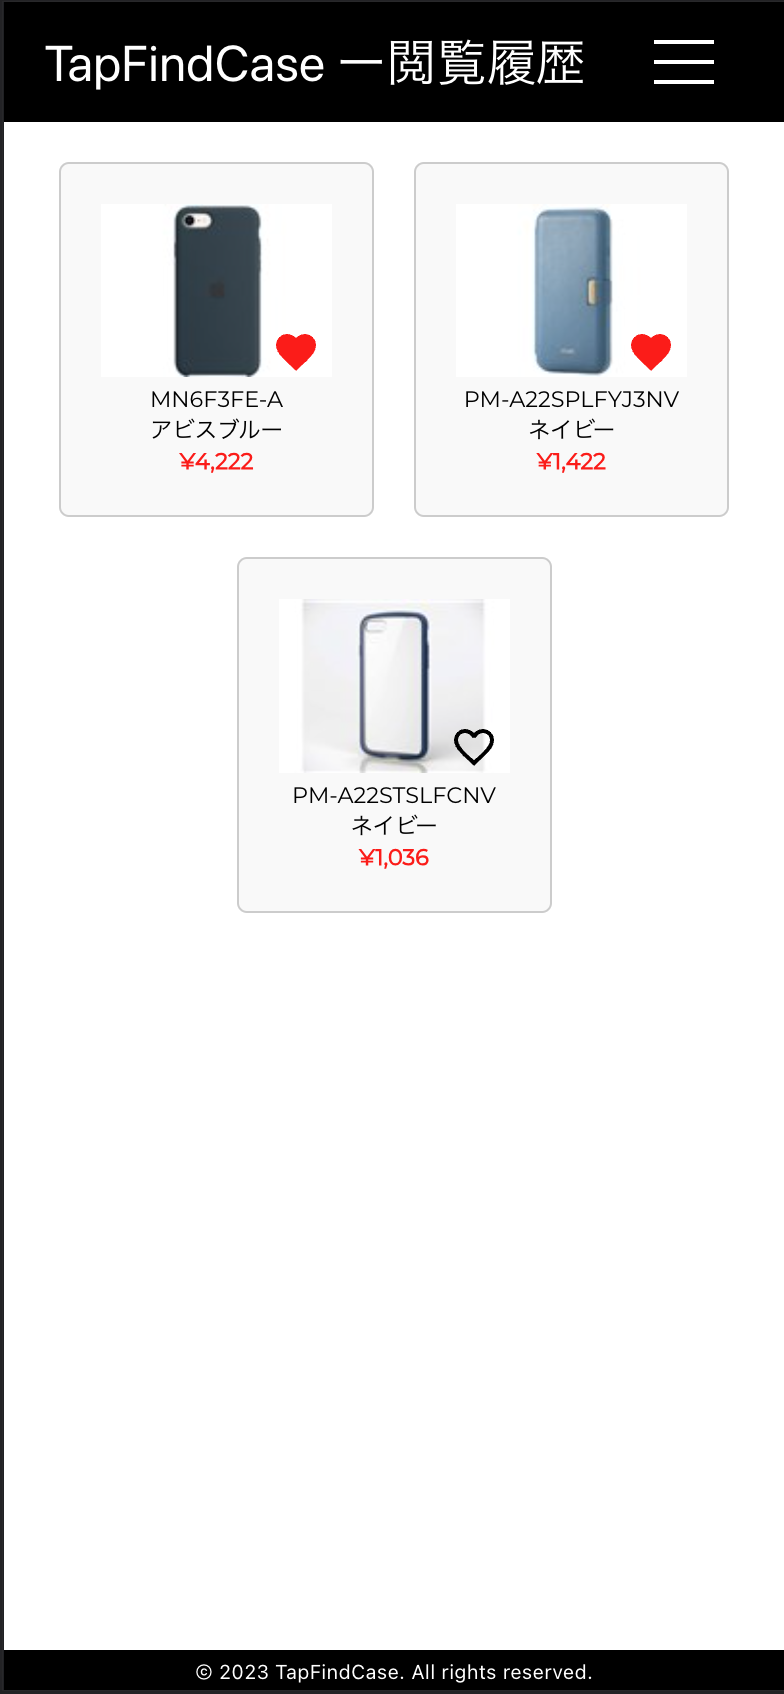 TapFindCase ー閲覧履歴
MN6F3FE-A
アビスブルー
¥4,222
PM-A22SPLFYJ3NV
ネイビー
¥1,422
PM-A22STSLFCNV
ネイビー
¥1,036
© 2023 TapFindCase. All rights reserved.